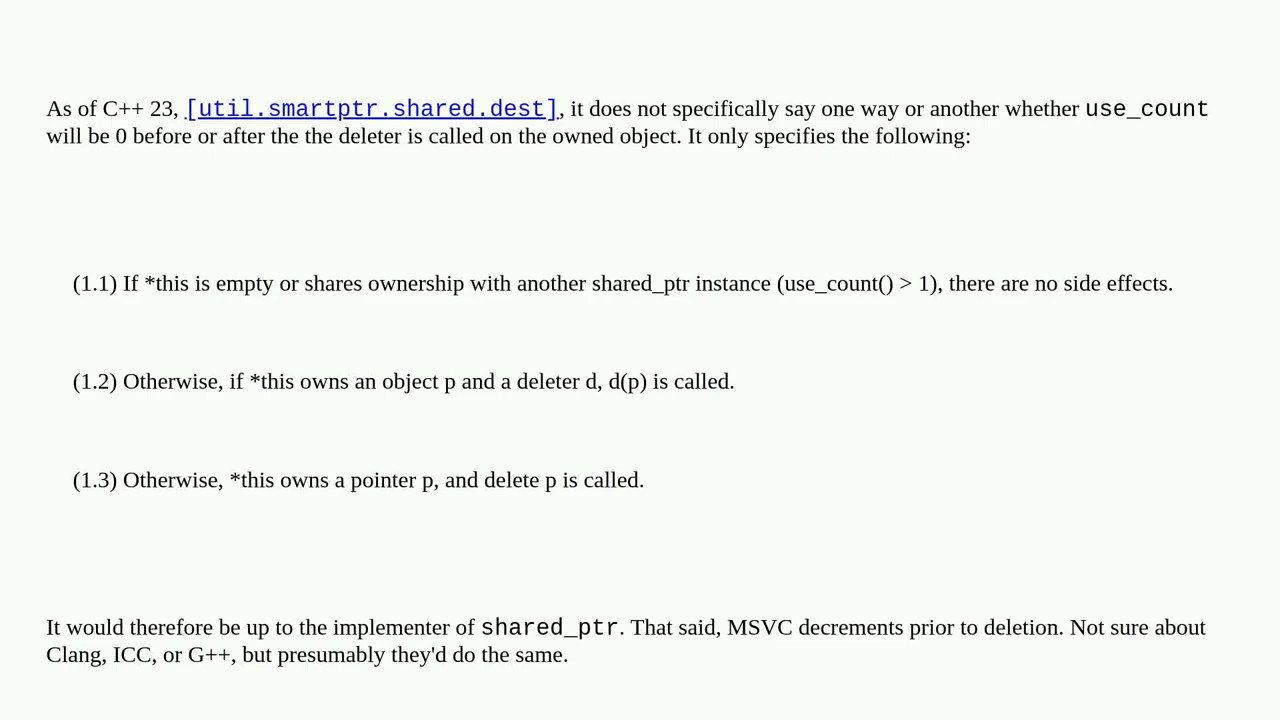 As of C++ 23, [util.smartptr.shared.dest], it does not specifically say one way or another whether use_count
will be 0 before or after the the deleter is called on the owned object. It only specifies the following:
(1.1) If *this is empty or shares ownership with another shared_ptr instance (use_count() > 1), there are no side effects.
(1.2) Otherwise, if *this owns an object p and a deleter d, d(p) is called.
(1.3) Otherwise, *this owns a pointer p, and delete p is called.
It would therefore be up to the implementer of shared_ptr. That said, MSVC decrements prior to deletion. Not sure about
Clang, ICC, or G++, but presumably they'd do the same.